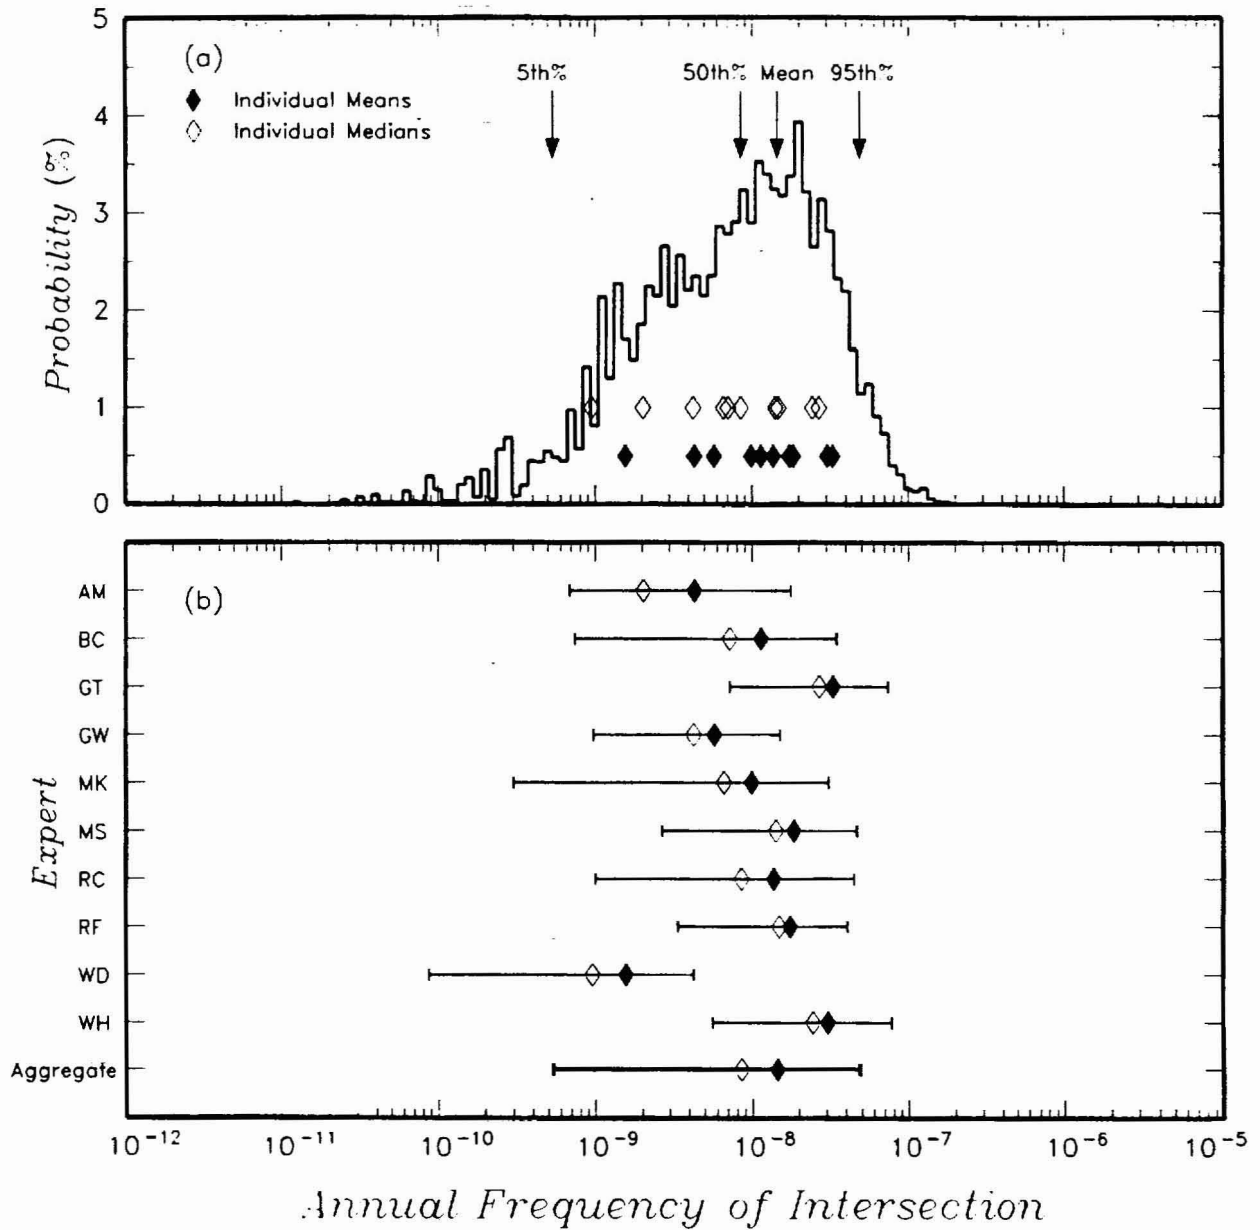 5
4
3
2
1
0
Probability (%)
(a)
Individual Means
Individual Medians
5th%
50th% Mean 95th%
(b)
AM
BC
GT
GW
MK
MS
RC
RF
WD
WH
Aggregate
Expert
10⁻¹² 10⁻¹¹ 10⁻¹⁰ 10⁻⁹ 10⁻⁸ 10⁻⁷ 10⁻⁶ 10⁻⁵
Annual Frequency of Intersection